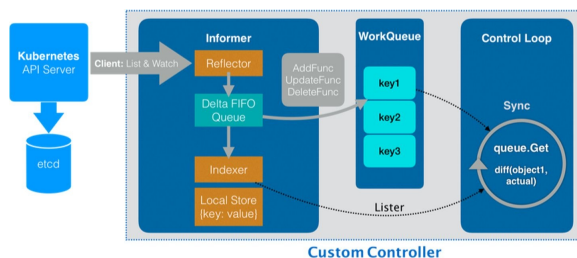 Kubernetes
API Server
etcd
Client: List & Watch
Informer
Reflector
Delta FIFO
Queue
Indexer
Local Store
{key: value}
AddFunc
UpdateFunc
DeleteFunc
WorkQueue
key1
key2
key3
Lister
Control Loop
Sync
queue.Get
diff(object1,
actual)
Custom Controller